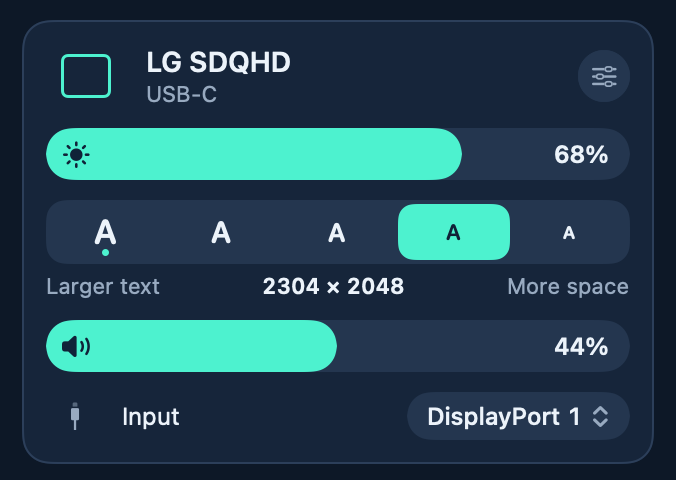 LG SDQHD
USB-C
68%
A A A A A
Larger text 2304 × 2048 More space
44%
Input DisplayPort 1